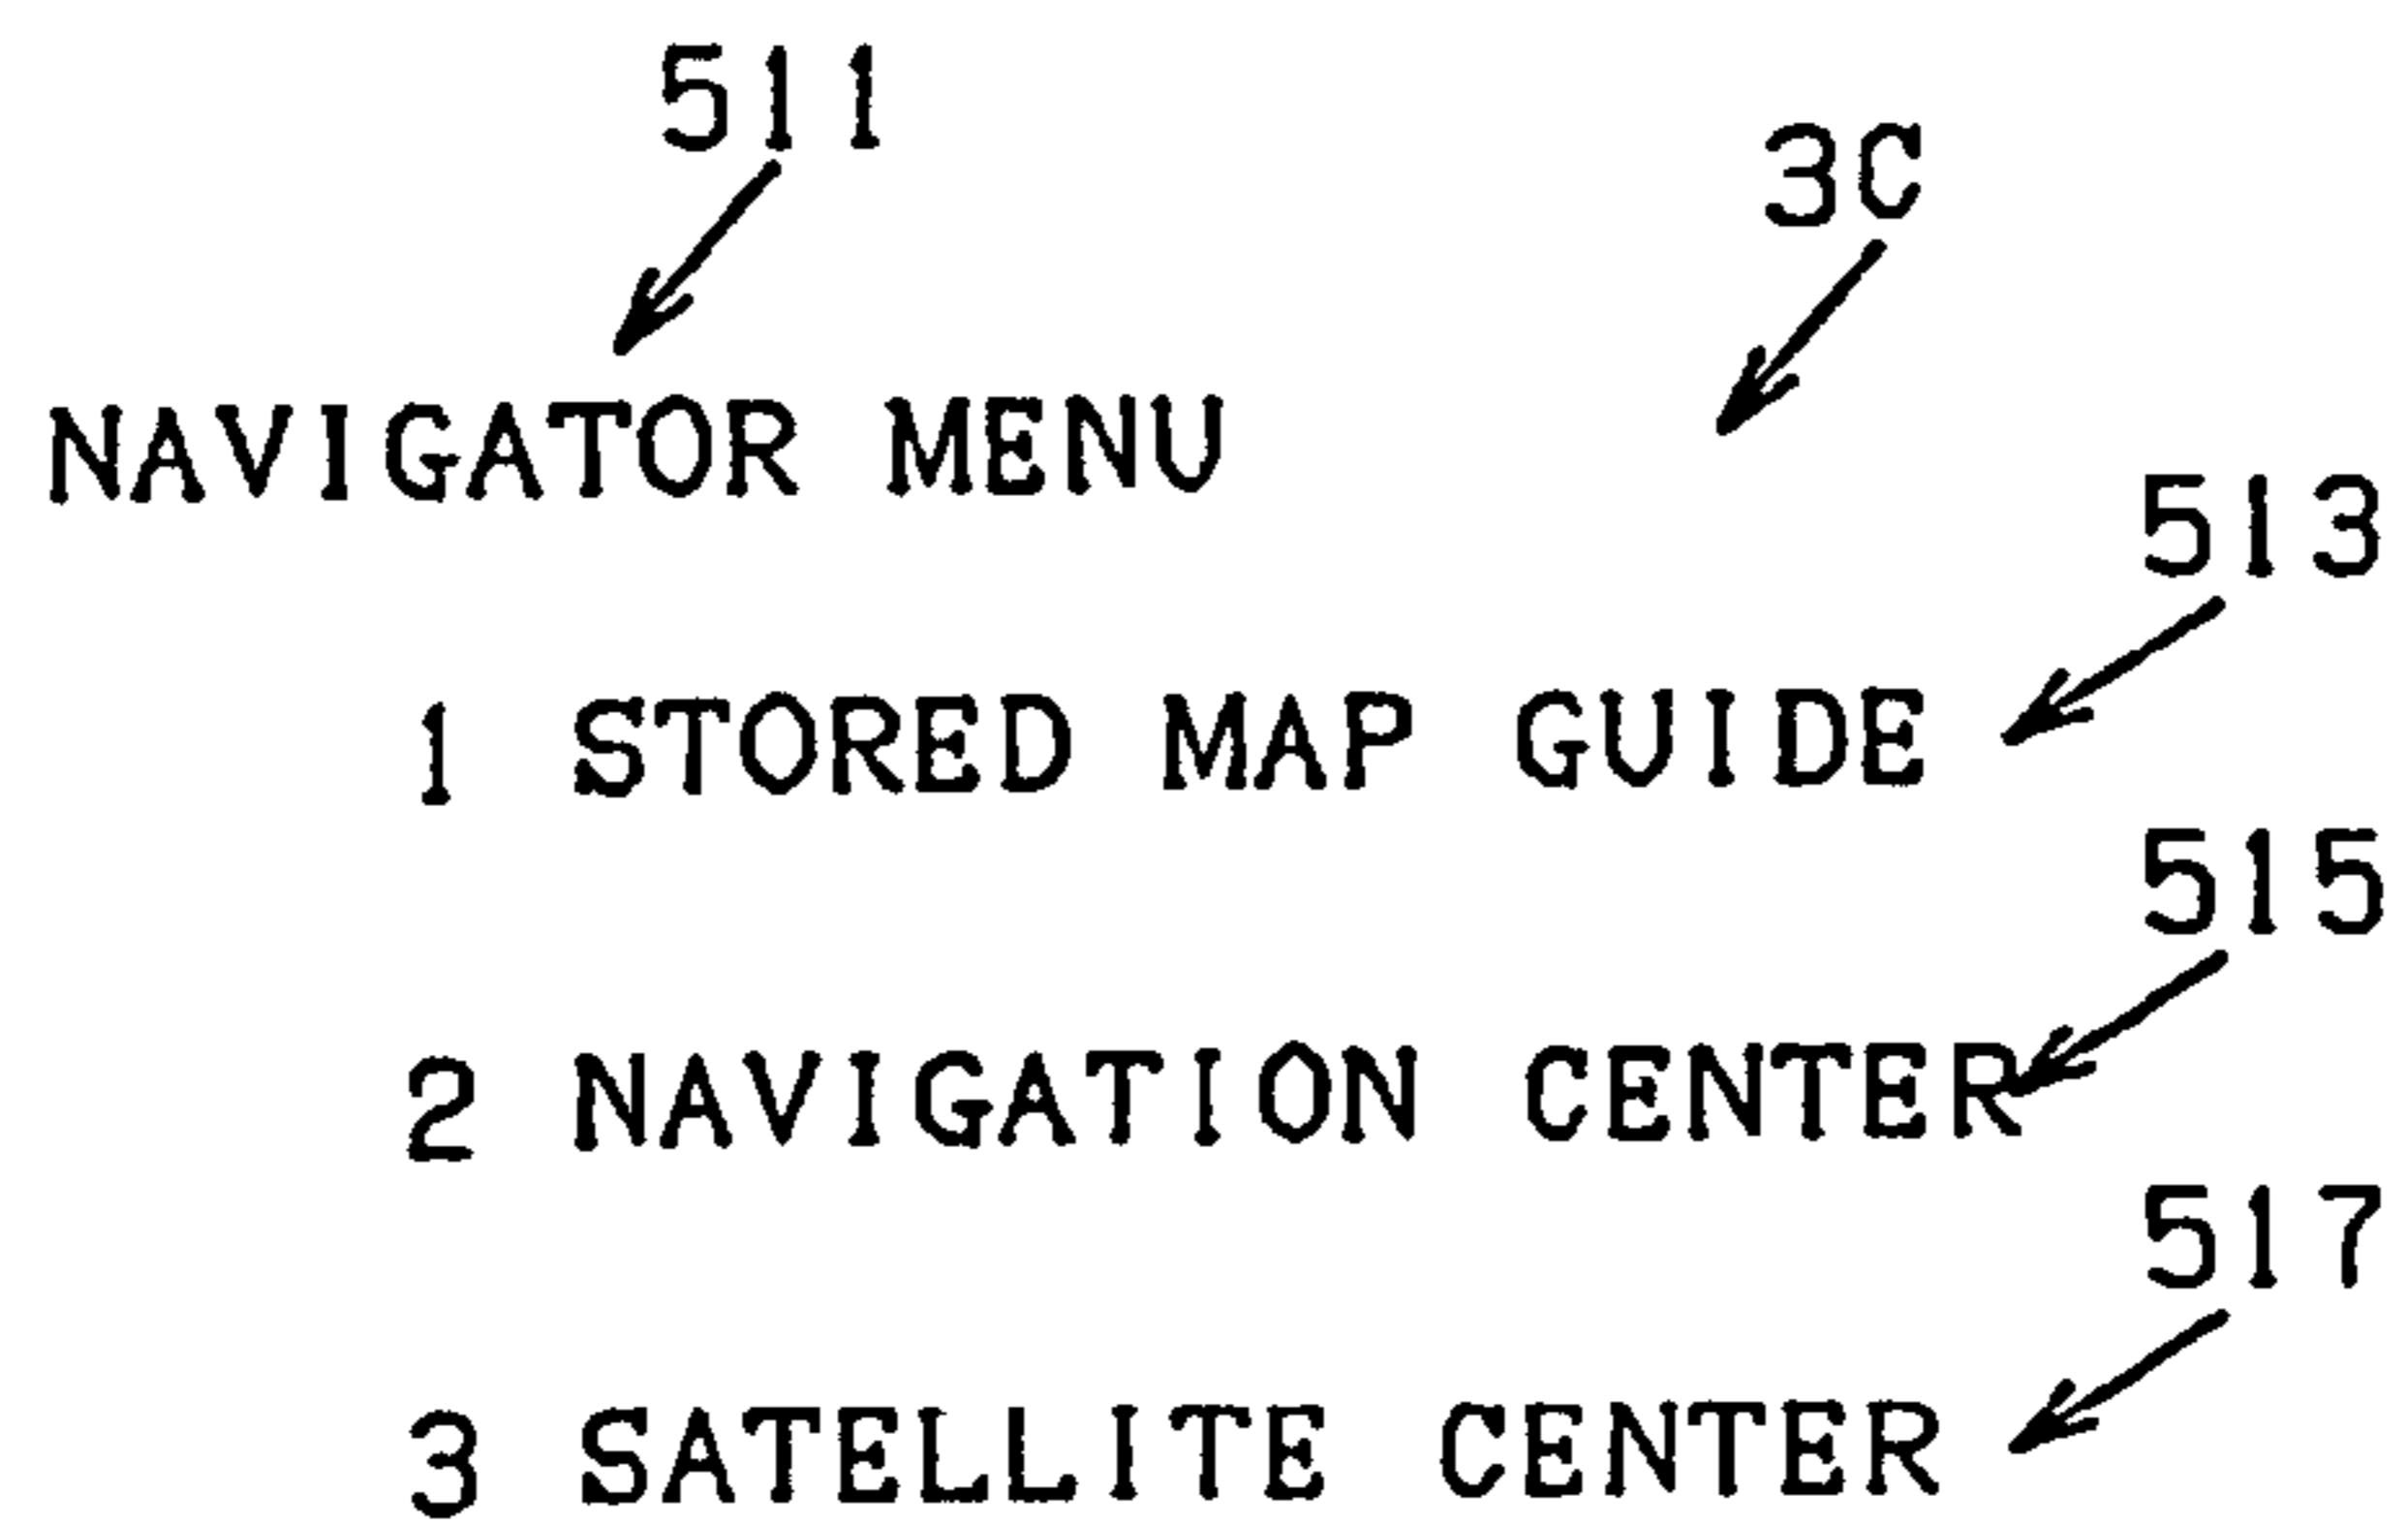 511
3C
NAVIGATOR MENU
513
1 STORED MAP GUIDE
515
2 NAVIGATION CENTER
517
3 SATELLITE CENTER